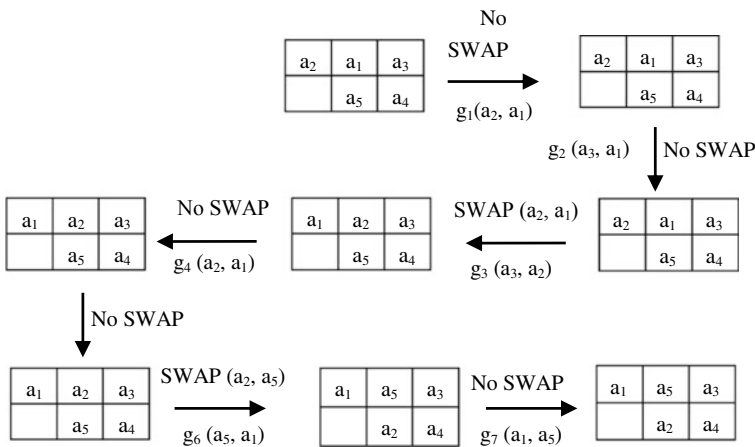 No
SWAP
a₂ a₁ a₃
a₅ a₄
g₁(a₂, a₁)
a₂ a₁ a₃
a₅ a₄
g₂ (a₃, a₁) No SWAP
a₂ a₁ a₃
a₅ a₄
SWAP (a₂, a₁)
g₃ (a₃, a₂)
a₁ a₂ a₃
a₅ a₄
No SWAP
g₄ (a₂, a₁)
a₁ a₂ a₃
a₅ a₄
No SWAP
a₁ a₂ a₃
a₅ a₄
SWAP (a₂, a₅)
g₆ (a₅, a₁)
a₁ a₅ a₃
a₂ a₄
No SWAP
g₇ (a₁, a₅)
a₁ a₅ a₃
a₂ a₄